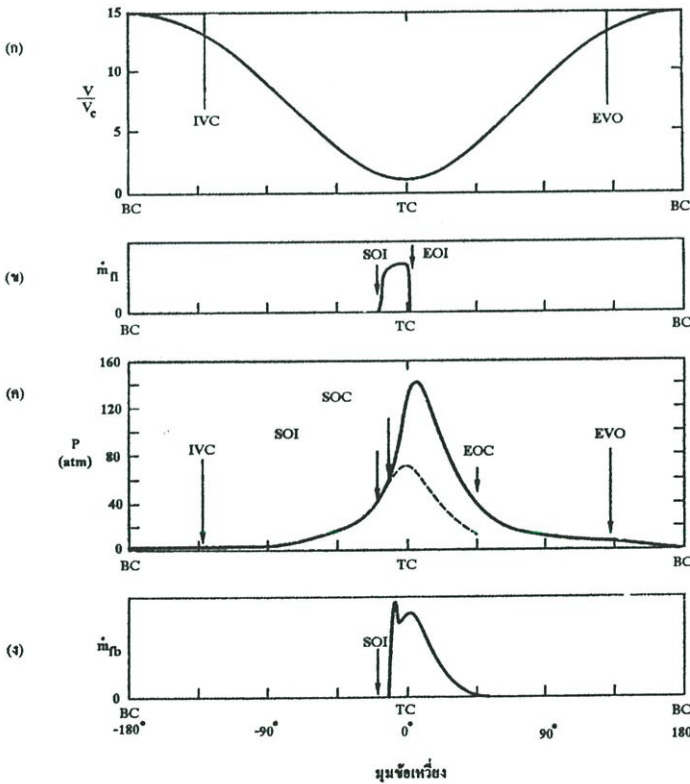 (ก)
V
V_c
15
10
5
0
IVC
EVO
BC
TC
BC
(ข)
ṁ_fl
0
SOI
EOI
BC
TC
BC
(ค)
P
(atm)
160
120
80
40
0
IVC
SOI
SOC
EOC
EVO
BC
TC
BC
(ง)
ṁ_fb
0
SOI
BC
TC
BC
-180°
-90°
0°
90°
180
มุมข้อเหวี่ยง